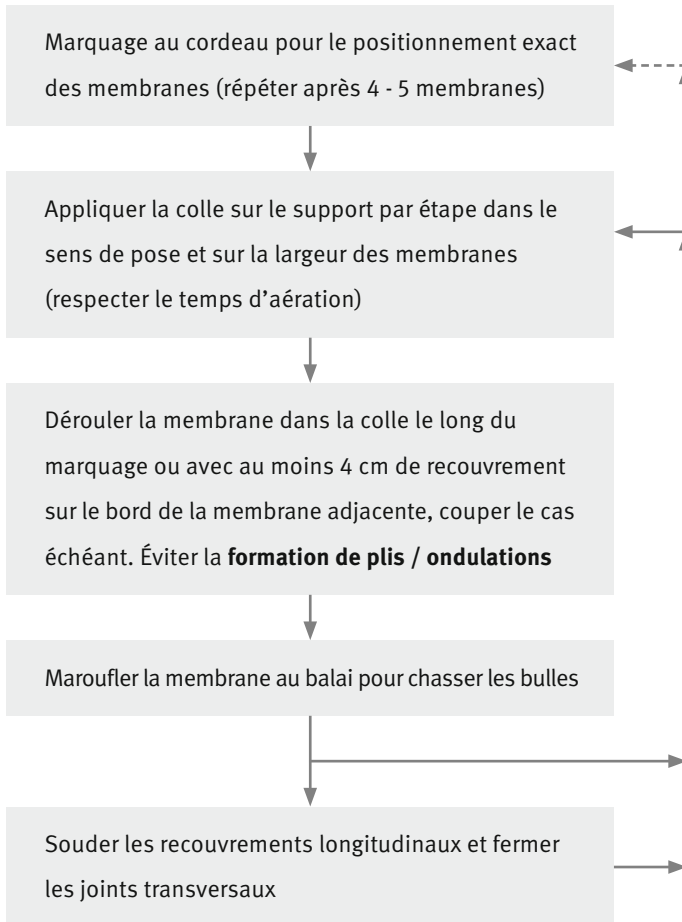 Marquage au cordeau pour le positionnement exact
des membranes (répéter après 4 - 5 membranes)
Appliquer la colle sur le support par étape dans le
sens de pose et sur la largeur des membranes
(respecter le temps d’aération)
Dérouler la membrane dans la colle le long du
marquage ou avec au moins 4 cm de recouvrement
sur le bord de la membrane adjacente, couper le cas
échéant. Éviter la formation de plis / ondulations
Maroufler la membrane au balai pour chasser les bulles
Souder les recouvrements longitudinaux et fermer
les joints transversaux